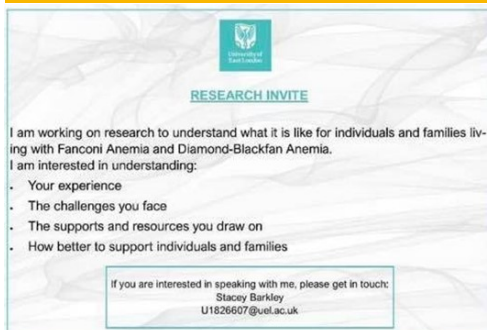 University of
East London
RESEARCH INVITE
I am working on research to understand what it is like for individuals and families liv-
ing with Fanconi Anemia and Diamond-Blackfan Anemia.
I am interested in understanding:
• Your experience
• The challenges you face
• The supports and resources you draw on
• How better to support individuals and families
If you are interested in speaking with me, please get in touch:
Stacey Barkley
U1826607@uel.ac.uk